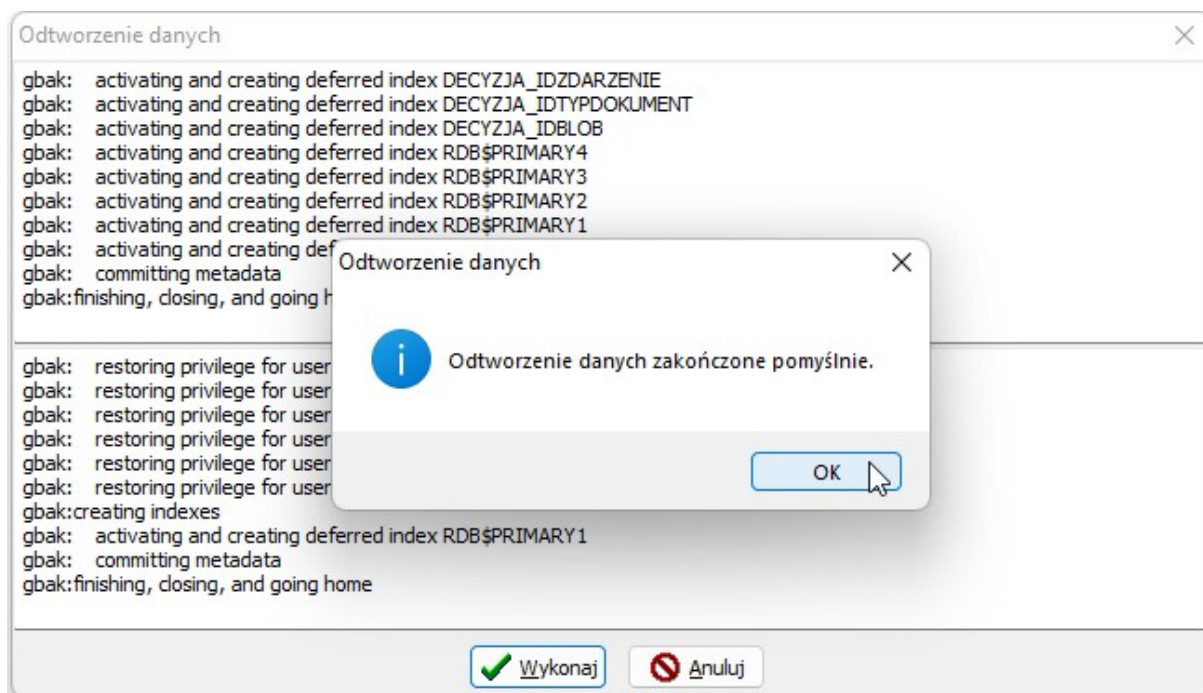 Odtworzenie danych
gbak: activating and creating deferred index DECYZJA_IDZDARZENIE
gbak: activating and creating deferred index DECYZJA_IDTYPDOKUMENT
gbak: activating and creating deferred index DECYZJA_IDBLOB
gbak: activating and creating deferred index RDB$PRIMARY4
gbak: activating and creating deferred index RDB$PRIMARY3
gbak: activating and creating deferred index RDB$PRIMARY2
gbak: activating and creating deferred index RDB$PRIMARY1
gbak: activating and creating def
gbak: committing metadata
gbak:finishing, closing, and going h
Odtworzenie danych
Odtworzenie danych zakończone pomyślnie.
OK
gbak: restoring privilege for user
gbak: restoring privilege for user
gbak: restoring privilege for user
gbak: restoring privilege for user
gbak: restoring privilege for user
gbak: restoring privilege for user
gbak:creating indexes
gbak: activating and creating deferred index RDB$PRIMARY1
gbak: committing metadata
gbak:finishing, closing, and going home
Wykonaj
Anuluj